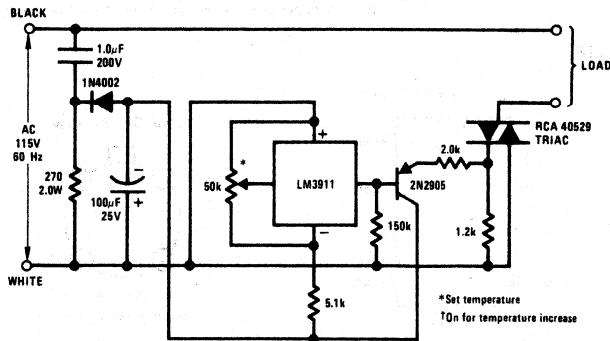 BLACK
1.0μF
200V
1N4002
AC
115V
60 Hz
270
2.0W
100μF
25V
−
+
WHITE
*
50k
+
LM3911
−
5.1k
150k
2N2905
2.0k
1.2k
LOAD
RCA 40529
TRIAC
*Set temperature
†On for temperature increase